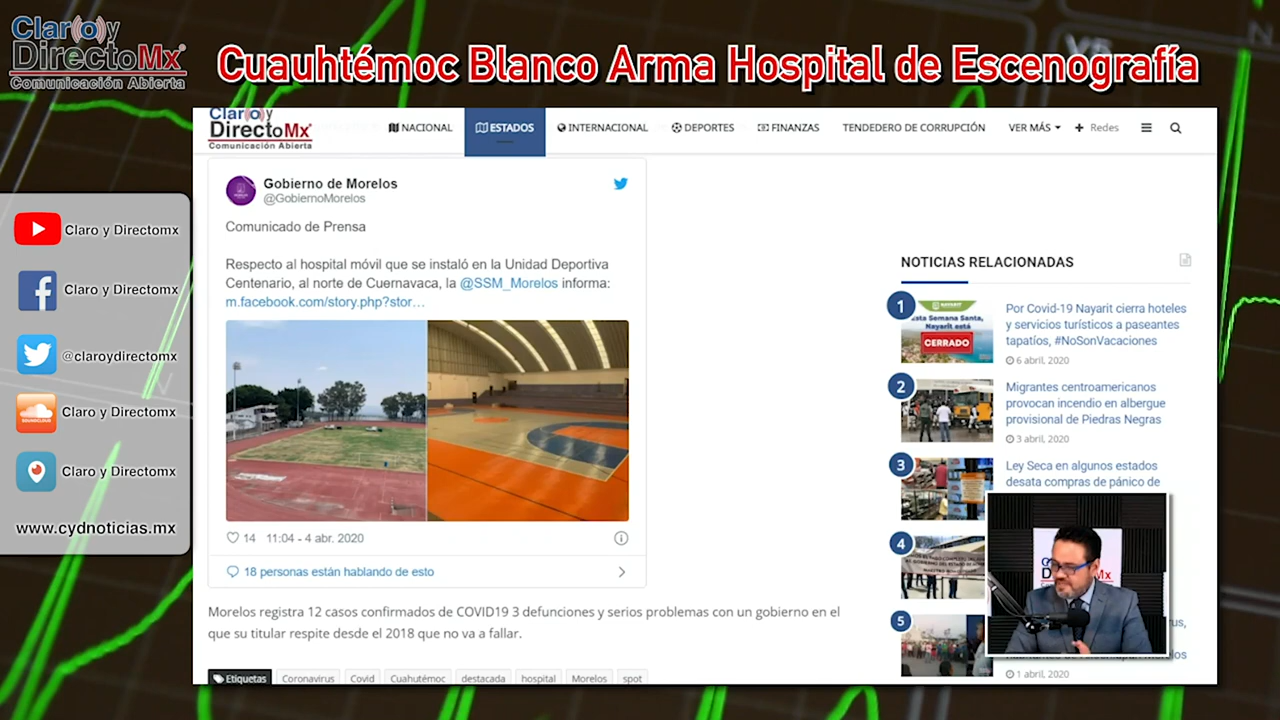 Claro y
DirectoMx
Comunicación Abierta
Cuauhtémoc Blanco Arma Hospital de Escenografía
Claro y
DirectoMx
Comunicación Abierta
NACIONAL
ESTADOS
INTERNACIONAL
DEPORTES
FINANZAS
TENDEDERO DE CORRUPCIÓN
VER MÁS
Redes
Claro y Directomx
Claro y Directomx
@claroydirectomx
Claro y Directomx
Claro y Directomx
www.cydnoticias.mx
Gobierno de Morelos
@GobiernoMorelos
Comunicado de Prensa
Respecto al hospital móvil que se instaló en la Unidad Deportiva
Centenario, al norte de Cuernavaca, la @SSM_Morelos informa:
m.facebook.com/story.php?stor…
14 11:04 - 4 abr. 2020
18 personas están hablando de esto
Morelos registra 12 casos confirmados de COVID19 3 defunciones y serios problemas con un gobierno en el
que su titular respite desde el 2018 que no va a fallar.
Etiquetas
Coronavirus
Covid
Cuahutémoc
destacada
hospital
Morelos
spot
NOTICIAS RELACIONADAS
1
NAYARIT
Esta Semana Santa,
Nayarit está
CERRADO
Por Covid-19 Nayarit cierra hoteles
y servicios turísticos a paseantes
tapatíos, #NoSonVacaciones
6 abril, 2020
2
Migrantes centroamericanos
provocan incendio en albergue
provisional de Piedras Negras
3 abril, 2020
3
Ley Seca en algunos estados
desata compras de pánico de
4
5
1 abril, 2020